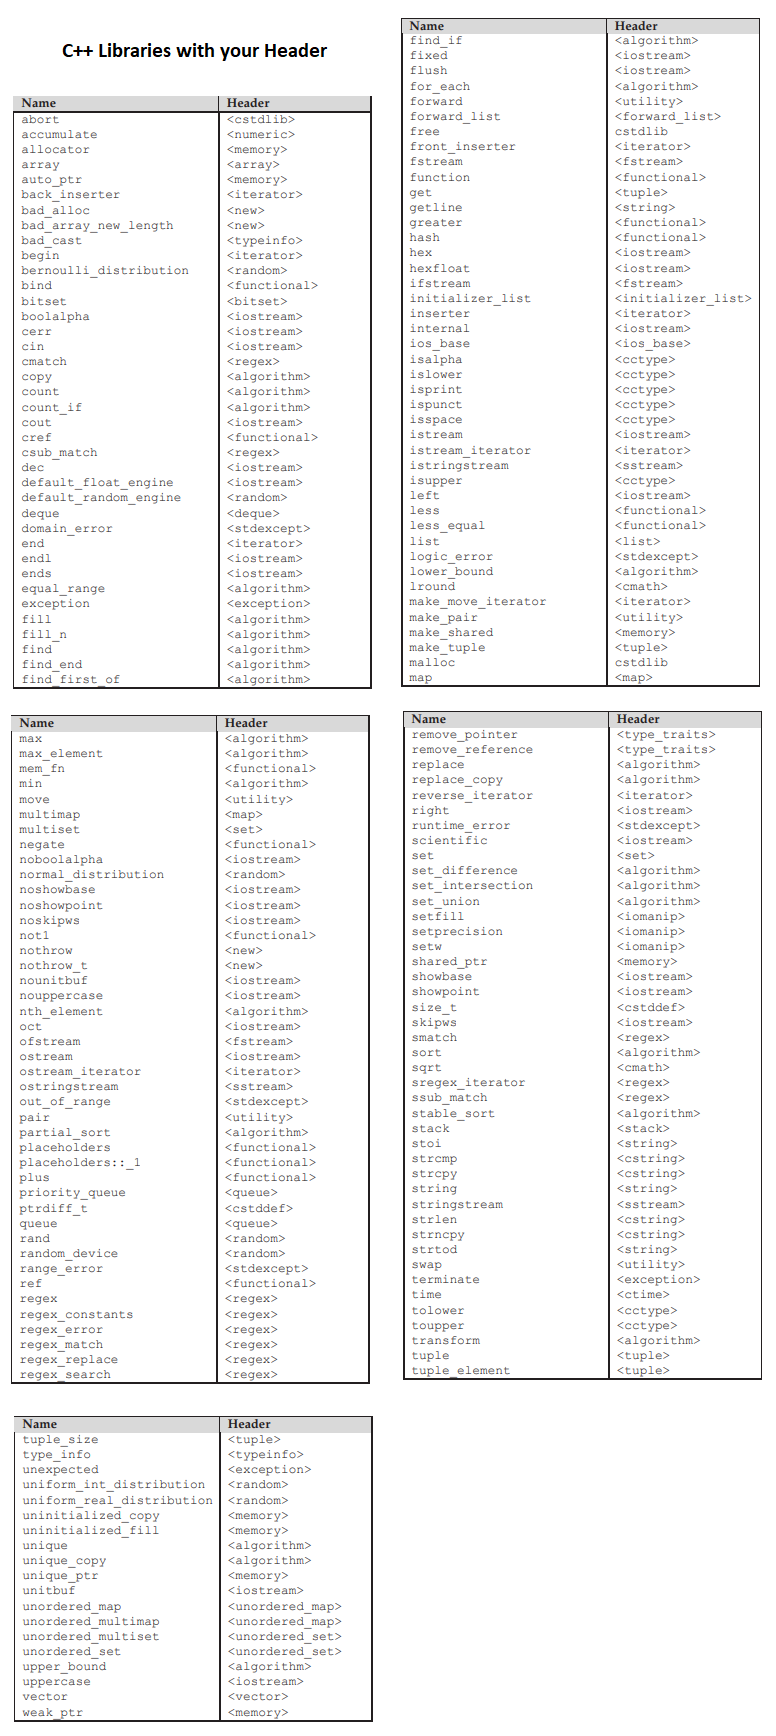 C++ Libraries with your Header
Name Header
abort <cstdlib>
accumulate <numeric>
allocator <memory>
array <array>
auto_ptr <memory>
back_inserter <iterator>
bad_alloc <new>
bad_array_new_length <new>
bad_cast <typeinfo>
begin <iterator>
bernoulli_distribution <random>
bind <functional>
bitset <bitset>
boolalpha <iostream>
cerr <iostream>
cin <iostream>
cmatch <regex>
copy <algorithm>
count <algorithm>
count_if <algorithm>
cout <iostream>
cref <functional>
csub_match <regex>
dec <iostream>
default_float_engine <iostream>
default_random_engine <random>
deque <deque>
domain_error <stdexcept>
end <iterator>
endl <iostream>
ends <iostream>
equal_range <algorithm>
exception <exception>
fill <algorithm>
fill_n <algorithm>
find <algorithm>
find_end <algorithm>
find_first_of <algorithm>
Name Header
find_if <algorithm>
fixed <iostream>
flush <iostream>
for_each <algorithm>
forward <utility>
forward_list <forward_list>
free cstdlib
front_inserter <iterator>
fstream <fstream>
function <functional>
get <tuple>
getline <string>
greater <functional>
hash <functional>
hex <iostream>
hexfloat <iostream>
ifstream <fstream>
initializer_list <initializer_list>
inserter <iterator>
internal <iostream>
ios_base <ios_base>
isalpha <cctype>
islower <cctype>
isprint <cctype>
ispunct <cctype>
isspace <cctype>
istream <iostream>
istream_iterator <iterator>
istringstream <sstream>
isupper <cctype>
left <iostream>
less <functional>
less_equal <functional>
list <list>
logic_error <stdexcept>
lower_bound <algorithm>
lround <cmath>
make_move_iterator <iterator>
make_pair <utility>
make_shared <memory>
make_tuple <tuple>
malloc cstdlib
map <map>
Name Header
max <algorithm>
max_element <algorithm>
mem_fn <functional>
min <algorithm>
move <utility>
multimap <map>
multiset <set>
negate <functional>
noboolalpha <iostream>
normal_distribution <random>
noshowbase <iostream>
noshowpoint <iostream>
noskipws <iostream>
not1 <functional>
nothrow <new>
nothrow_t <new>
nounitbuf <iostream>
nouppercase <iostream>
nth_element <algorithm>
oct <iostream>
ofstream <fstream>
ostream <iostream>
ostream_iterator <iterator>
ostringstream <sstream>
out_of_range <stdexcept>
pair <utility>
partial_sort <algorithm>
placeholders <functional>
placeholders::_1 <functional>
plus <functional>
priority_queue <queue>
ptrdiff_t <cstddef>
queue <queue>
rand <random>
random_device <random>
range_error <stdexcept>
ref <functional>
regex <regex>
regex_constants <regex>
regex_error <regex>
regex_match <regex>
regex_replace <regex>
regex_search <regex>
Name Header
remove_pointer <type_traits>
remove_reference <type_traits>
replace <algorithm>
replace_copy <algorithm>
reverse_iterator <iterator>
right <iostream>
runtime_error <stdexcept>
scientific <iostream>
set <set>
set_difference <algorithm>
set_intersection <algorithm>
set_union <algorithm>
setfill <iomanip>
setprecision <iomanip>
setw <iomanip>
shared_ptr <memory>
showbase <iostream>
showpoint <iostream>
size_t <cstddef>
skipws <iostream>
smatch <regex>
sort <algorithm>
sqrt <cmath>
sregex_iterator <regex>
ssub_match <regex>
stable_sort <algorithm>
stack <stack>
stoi <string>
strcmp <cstring>
strcpy <cstring>
string <string>
stringstream <sstream>
strlen <cstring>
strncpy <cstring>
strtod <string>
swap <utility>
terminate <exception>
time <ctime>
tolower <cctype>
toupper <cctype>
transform <algorithm>
tuple <tuple>
tuple_element <tuple>
Name Header
tuple_size <tuple>
type_info <typeinfo>
unexpected <exception>
uniform_int_distribution <random>
uniform_real_distribution <random>
uninitialized_copy <memory>
uninitialized_fill <memory>
unique <algorithm>
unique_copy <algorithm>
unique_ptr <memory>
unitbuf <iostream>
unordered_map <unordered_map>
unordered_multimap <unordered_map>
unordered_multiset <unordered_set>
unordered_set <unordered_set>
upper_bound <algorithm>
uppercase <iostream>
vector <vector>
weak_ptr <memory>